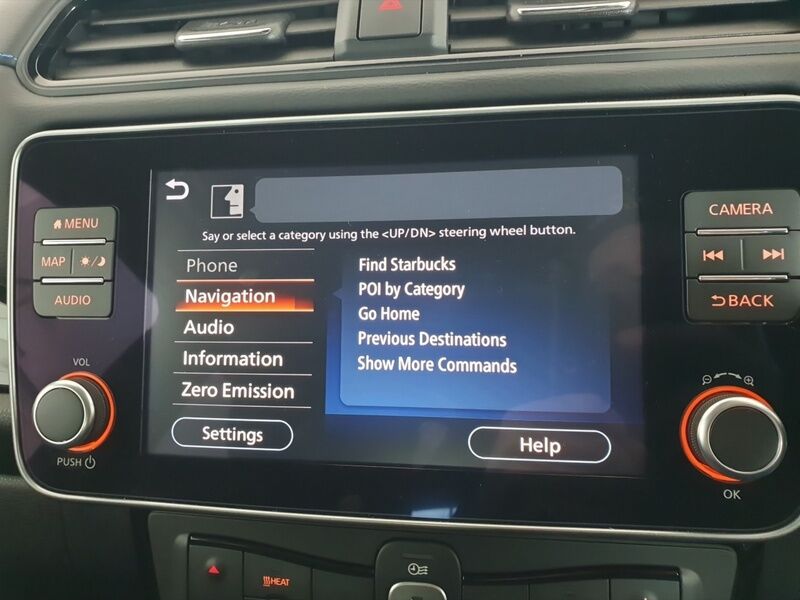 Say or select a category using the <UP/DN> steering wheel button.
MENU
MAP
AUDIO
VOL
PUSH
Phone
Navigation
Audio
Information
Zero Emission
Settings
Find Starbucks
POI by Category
Go Home
Previous Destinations
Show More Commands
Help
CAMERA
BACK
OK
HEAT